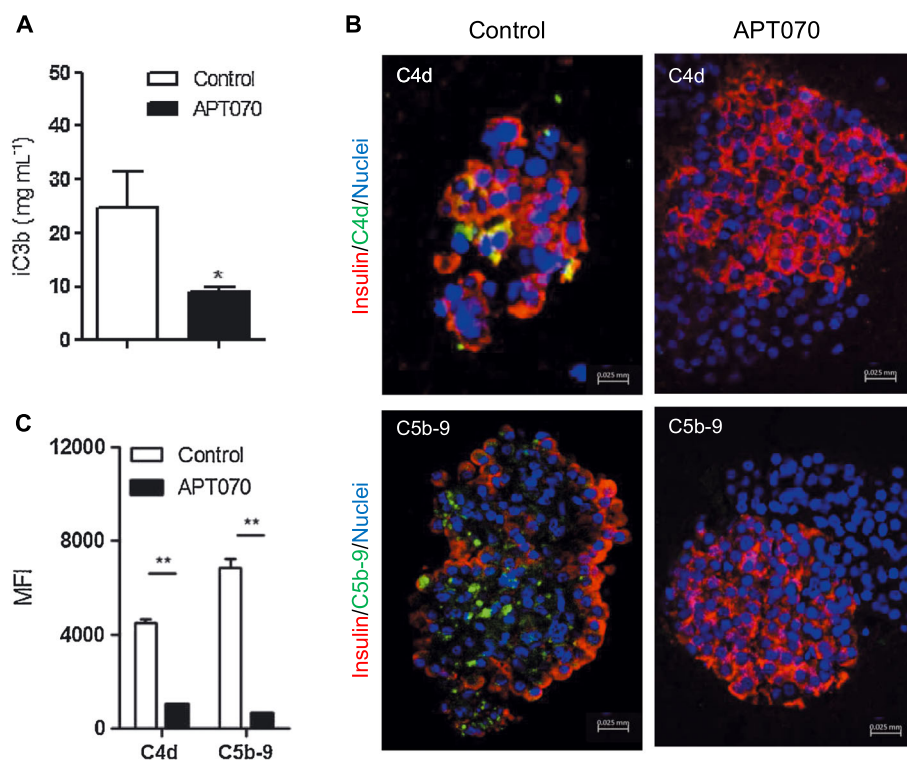 A
iC3b (mg mL⁻¹)
50
40
30
20
10
0
Control
APT070
*
B
Control
APT070
Insulin/C4d/Nuclei
C4d
0.025 mm
C4d
0.025 mm
Insulin/C5b-9/Nuclei
C5b-9
0.025 mm
C5b-9
0.025 mm
C
MFI
12000
8000
4000
0
Control
APT070
**
**
C4d
C5b-9